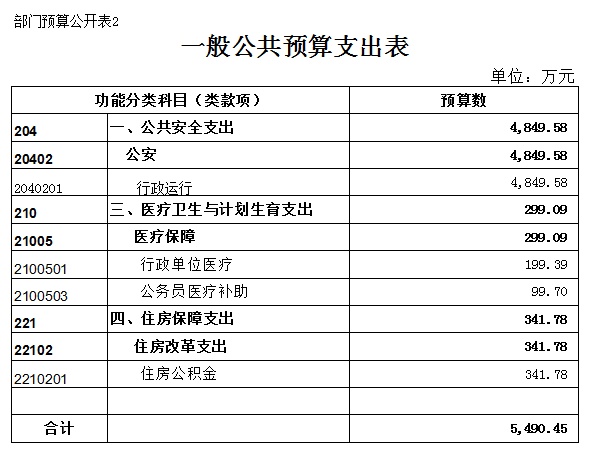 部门预算公开表2
一般公共预算支出表
单位：万元
功能分类科目（类款项） 预算数
204 一、公共安全支出 4,849.58
20402 公安 4,849.58
2040201 行政运行 4,849.58
210 三、医疗卫生与计划生育支出 299.09
21005 医疗保障 299.09
2100501 行政单位医疗 199.39
2100503 公务员医疗补助 99.70
221 四、住房保障支出 341.78
22102 住房改革支出 341.78
2210201 住房公积金 341.78
合计 5,490.45